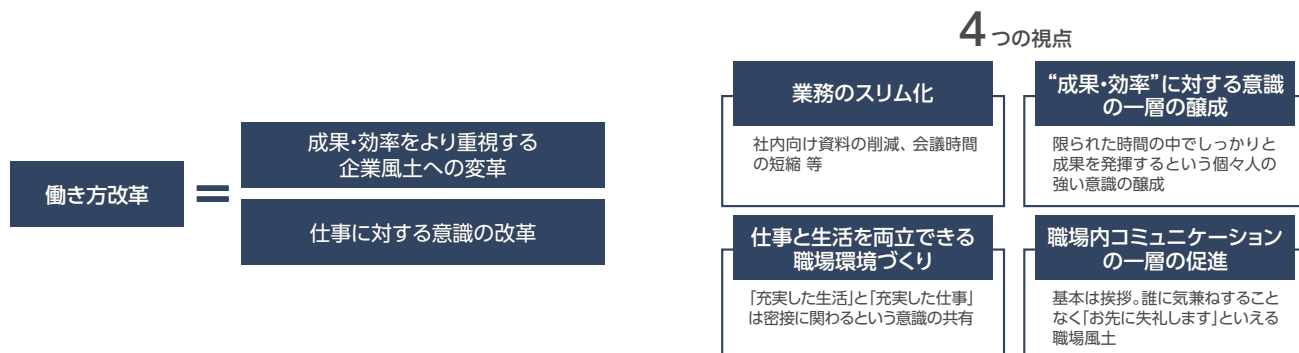 働き方改革
＝
成果・効率をより重視する
企業風土への変革
仕事に対する意識の改革
4つの視点
業務のスリム化
社内向け資料の削減、会議時間
の短縮 等
“成果・効率”に対する意識
の一層の醸成
限られた時間の中でしっかりと
成果を発揮するという個々人の
強い意識の醸成
仕事と生活を両立できる
職場環境づくり
「充実した生活」と「充実した仕事」
は密接に関わるという意識の共有
職場内コミュニケーション
の一層の促進
基本は挨拶。誰に気兼ねすること
なく「お先に失礼します」といえる
職場風土